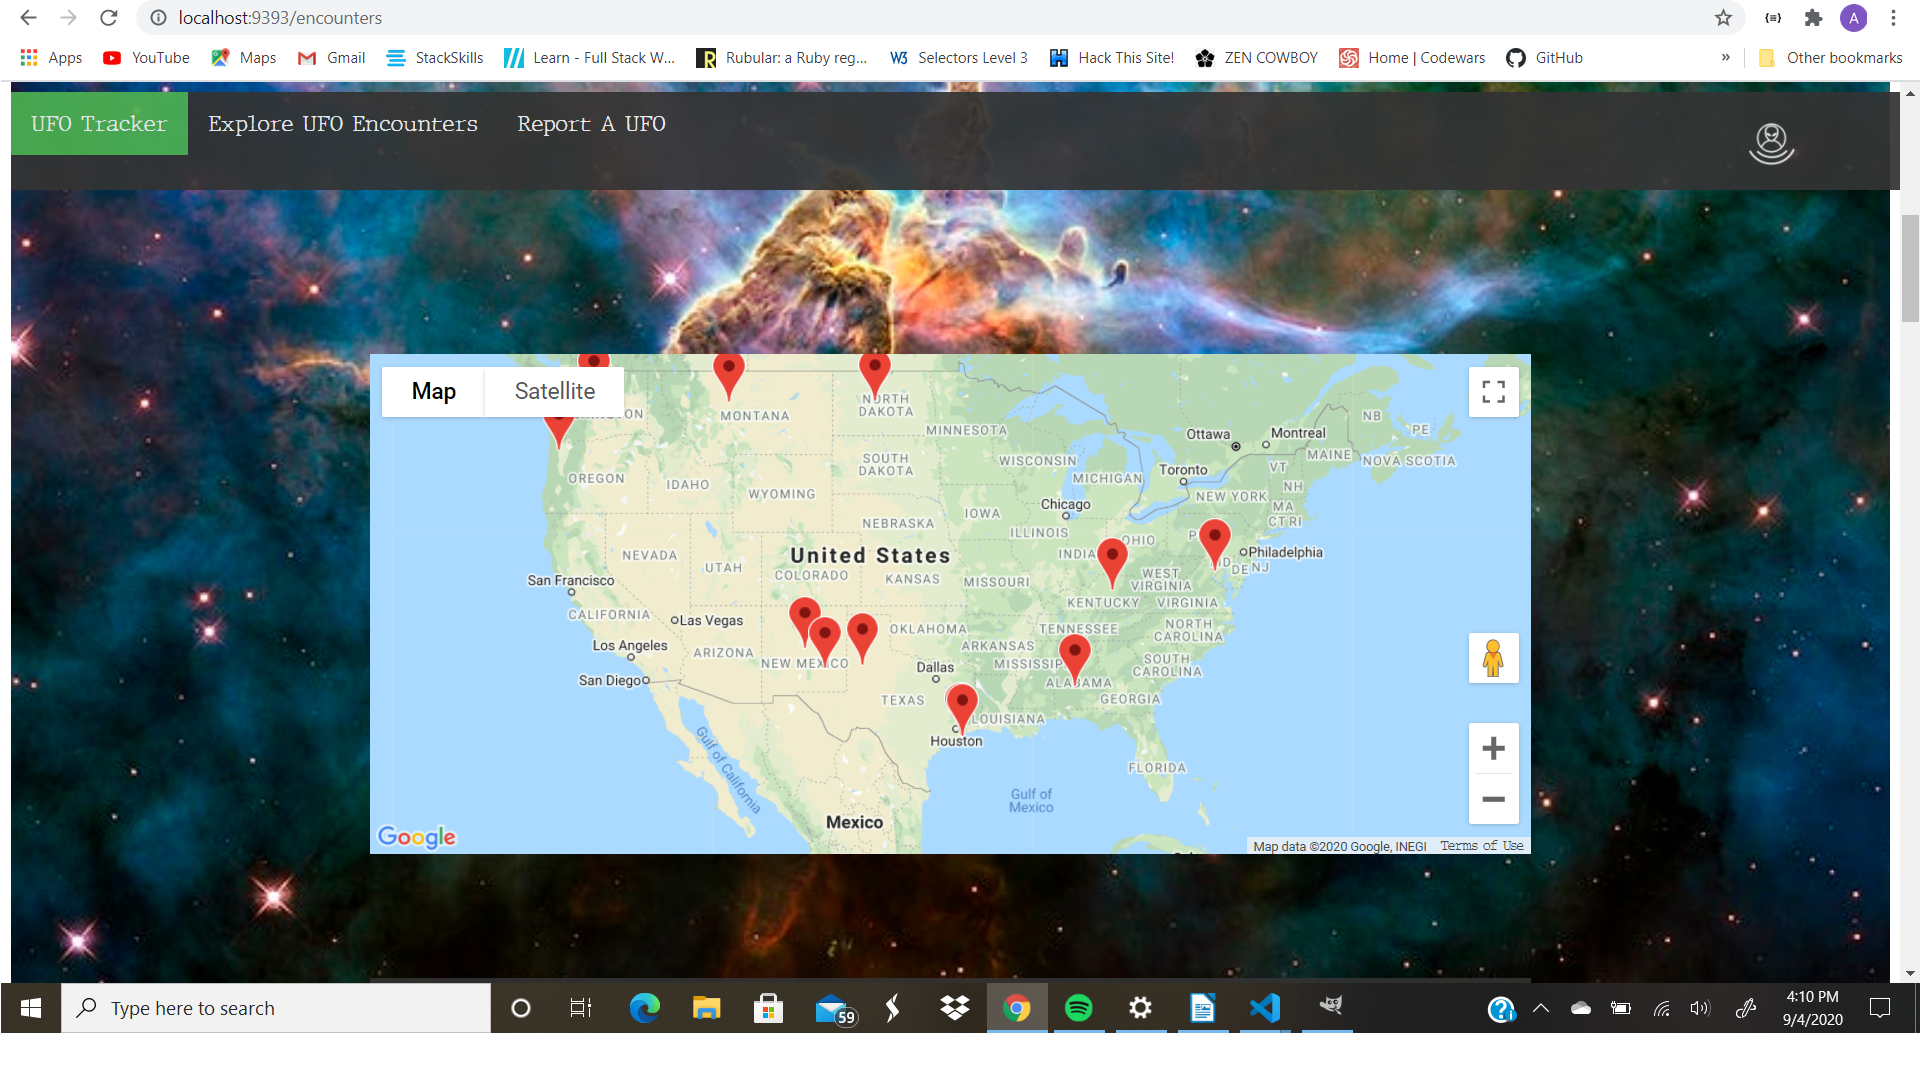 localhost:9393/encounters
A
Apps YouTube Maps Gmail StackSkills Learn - Full Stack W... Rubular: a Ruby reg... W3 Selectors Level 3 Hack This Site! ZEN COWBOY Home | Codewars GitHub » Other bookmarks
UFO Tracker Explore UFO Encounters Report A UFO
Map Satellite
MONTANA
NORTH
DAKOTA
MINNESOTA
SOUTH
DAKOTA
OREGON
IDAHO
WYOMING
WISCONSIN
MICHIGAN
Ottawa
Montreal
Toronto
NB
PE
MAINE
NOVA SCOTIA
VT
NH
NEW YORK
MA
CT RI
Chicago
IOWA
NEBRASKA
ILLINOIS
INDIA
OHIO
P
Philadelphia
MD
DE
NJ
NEVADA
UTAH
United States
COLORADO
KANSAS
MISSOURI
WEST
VIRGINIA
KENTUCKY
VIRGINIA
San Francisco
CALIFORNIA
Las Vegas
Los Angeles
San Diego
ARIZONA
NEW MEXICO
OKLAHOMA
ARKANSAS
TENNESSEE
NORTH
CAROLINA
MISSISSIP
SOUTH
CAROLINA
ALABAMA
GEORGIA
Dallas
TEXAS
LOUISIANA
Houston
FLORIDA
Gulf of California
Gulf of
Mexico
Mexico
Google
Map data ©2020 Google, INEGI Terms of Use
Type here to search
59
4:10 PM
9/4/2020